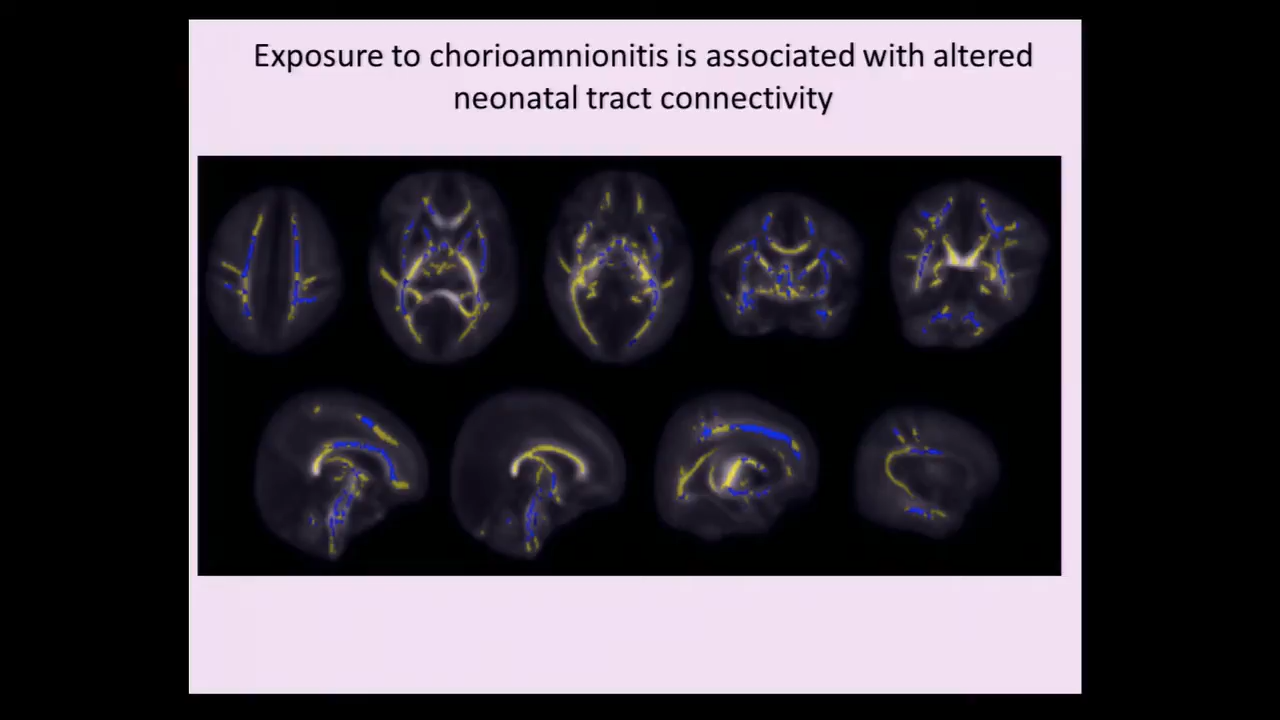 Exposure to chorioamnionitis is associated with altered
neonatal tract connectivity